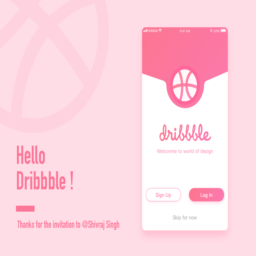 Hello
Dribbble !
Thanks for the invitation to @Shivraj Singh
dribbble
Welcome to world of design
Sign Up
Log In
Skip for now